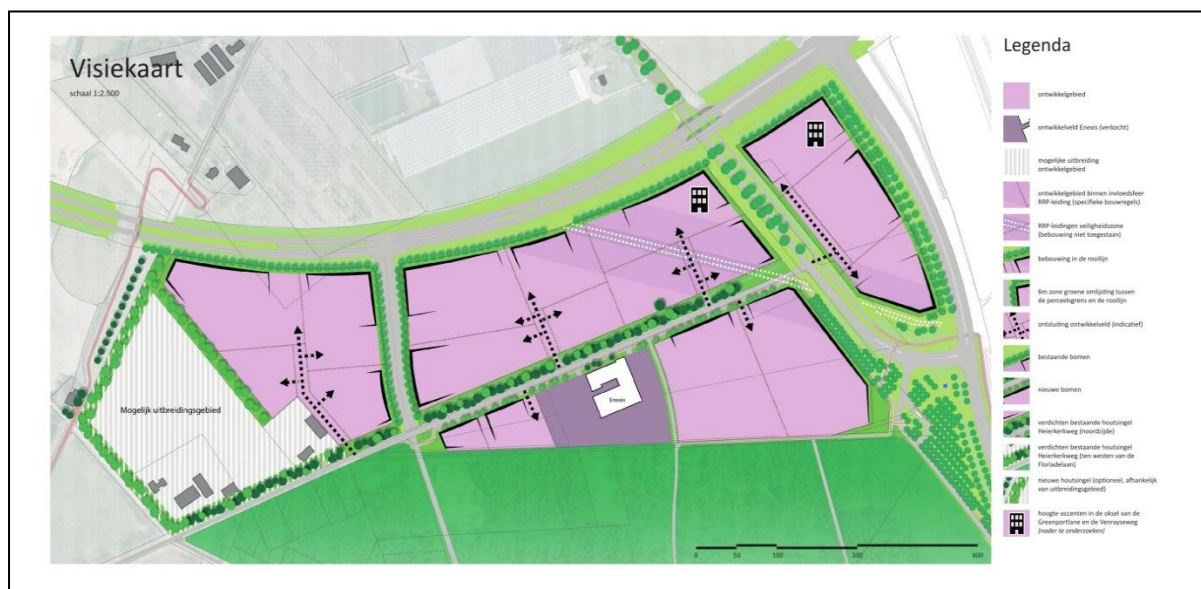 Visiekaart
schaal 1:2.500
Mogelijk uitbreidingsgebied
Enexis
0 50 100 200 400
Legenda
ontwikkelgebied
ontwikkelveld Enexis (verkocht)
mogelijke uitbreiding
ontwikkelgebied
ontwikkelgebied binnen invloedsfeer
RRP-leiding (specifieke bouwregels)
RRP-leidingen veiligheidszone
(bebouwing niet toegestaan)
bebouwing in de rooilijn
6m zone groene omlijsting tussen
de perceelsgrens en de rooilijn
ontsluiting ontwikkelveld (indicatief)
bestaande bomen
nieuwe bomen
verdichten bestaande houtsingel
Heierkerkweg (noordzijde)
verdichten bestaande houtsingel
Heierkerkweg (ten westen van de
Floriadelaan)
nieuwe houtsingel (optioneel, afhankelijk
van uitbreidingsgebied)
hoogte-accenten in de oksel van de
Greenportlane en de Venrayseweg
(nader te onderzoeken)